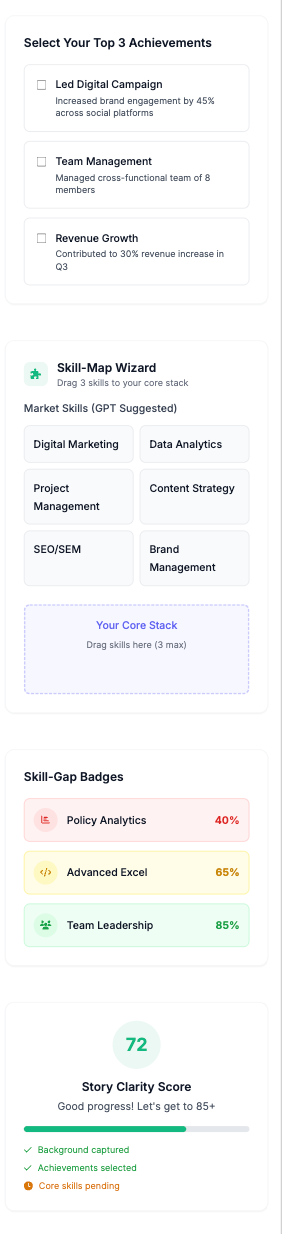 Select Your Top 3 Achievements
Led Digital Campaign
Increased brand engagement by 45%
across social platforms
Team Management
Managed cross-functional team of 8
members
Revenue Growth
Contributed to 30% revenue increase in
Q3
Skill-Map Wizard
Drag 3 skills to your core stack
Market Skills (GPT Suggested)
Digital Marketing
Data Analytics
Project
Management
Content Strategy
SEO/SEM
Brand
Management
Your Core Stack
Drag skills here (3 max)
Skill-Gap Badges
Policy Analytics 40%
Advanced Excel 65%
Team Leadership 85%
72
Story Clarity Score
Good progress! Let's get to 85+
Background captured
Achievements selected
Core skills pending